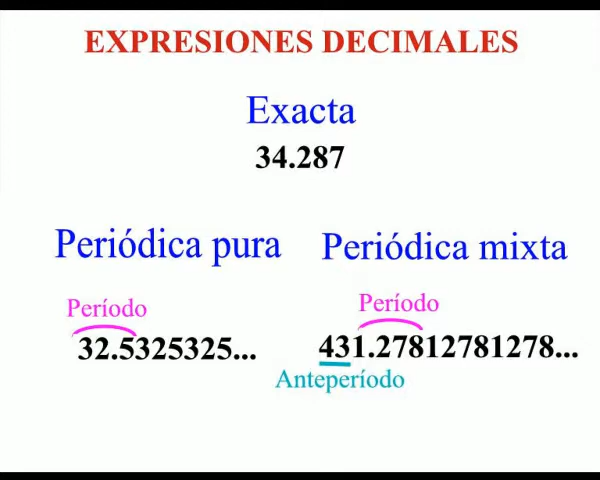 EXPRESIONES DECIMALES
Exacta
34.287
Periódica pura
Período
32.5325325...
Periódica mixta
Período
431.27812781278...
Anteperíodo